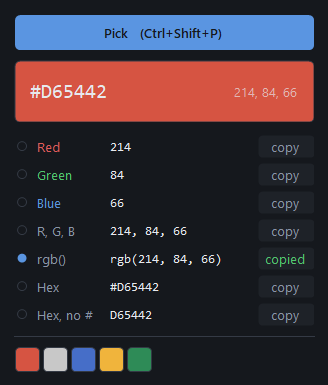 Pick (Ctrl+Shift+P)
#D65442 214, 84, 66
Red 214 copy
Green 84 copy
Blue 66 copy
R, G, B 214, 84, 66 copy
rgb() rgb(214, 84, 66) copied
Hex #D65442 copy
Hex, no # D65442 copy